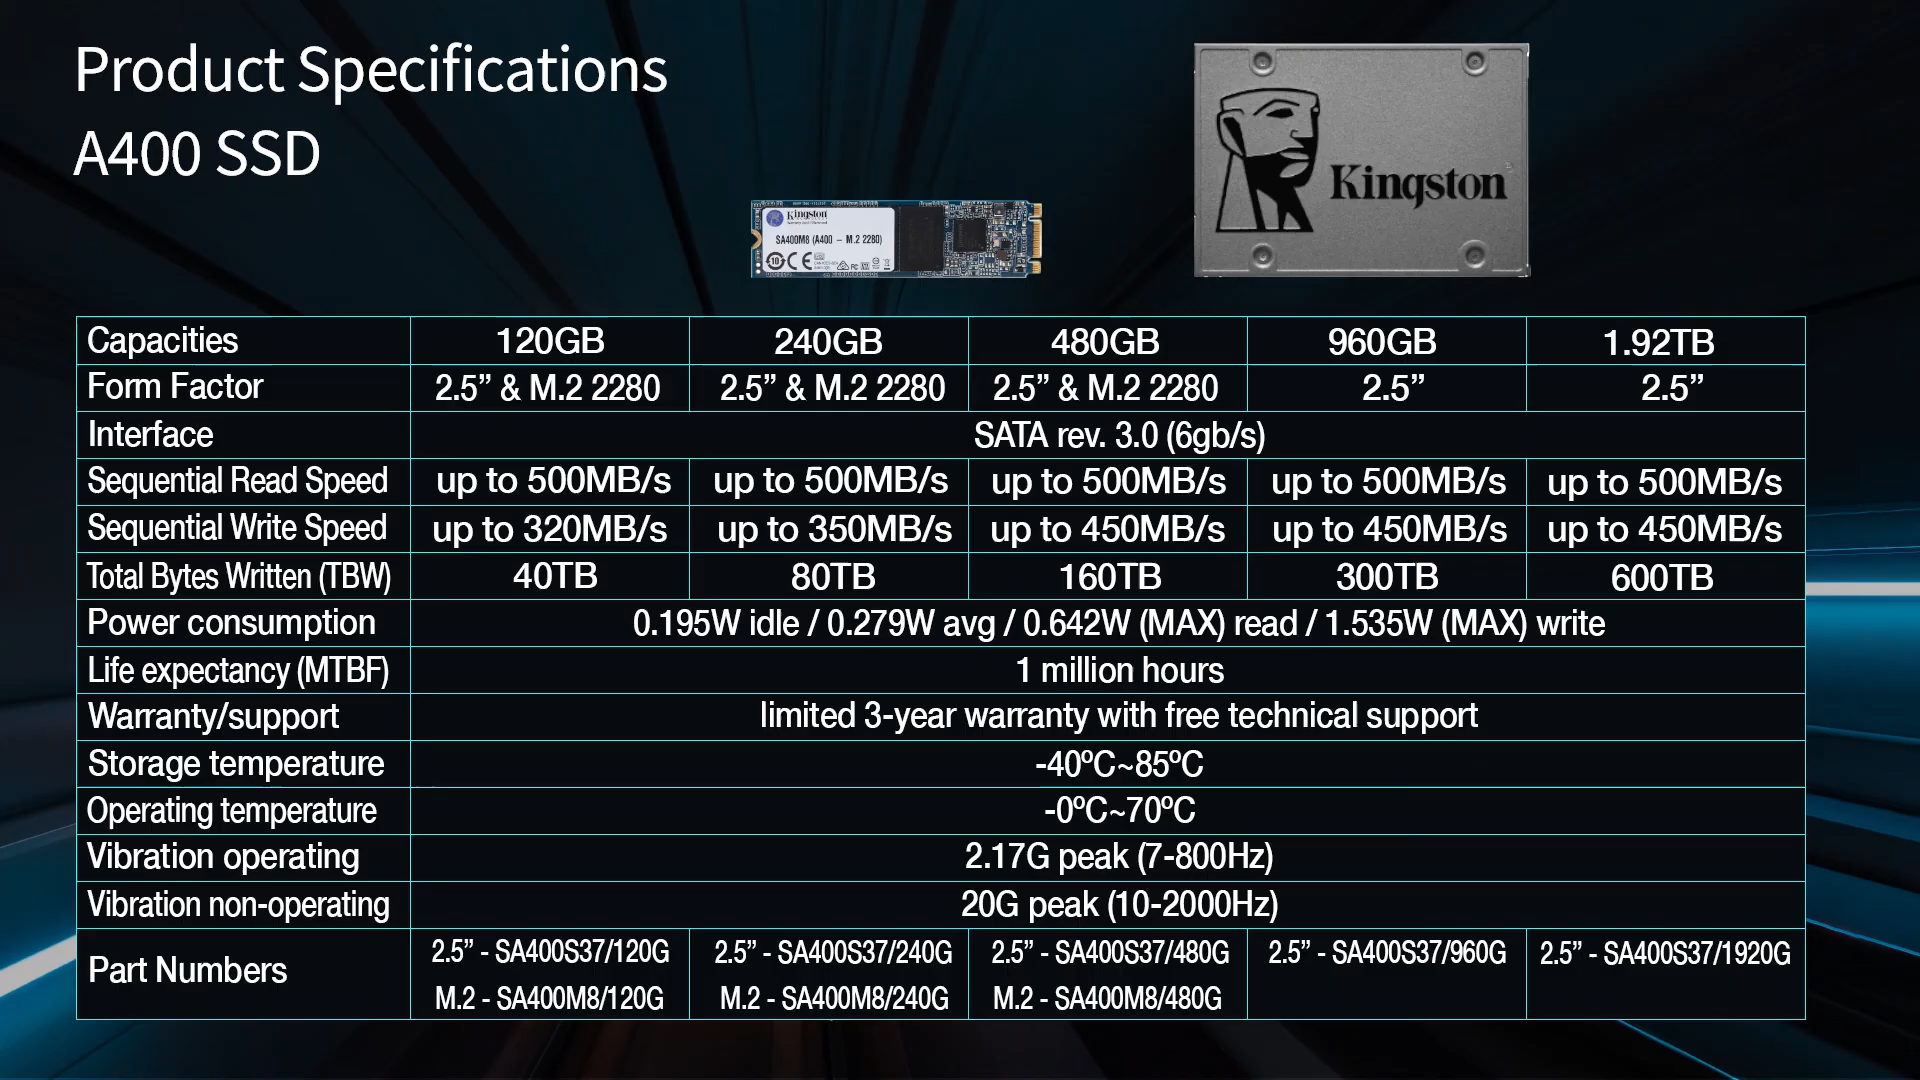 Product Specifications
A400 SSD
Kingston
SA400M8 (A400 – M.2 2280)
Kingston
Capacities 120GB 240GB 480GB 960GB 1.92TB
Form Factor 2.5” & M.2 2280 2.5” & M.2 2280 2.5” & M.2 2280 2.5” 2.5”
Interface SATA rev. 3.0 (6gb/s)
Sequential Read Speed up to 500MB/s up to 500MB/s up to 500MB/s up to 500MB/s up to 500MB/s
Sequential Write Speed up to 320MB/s up to 350MB/s up to 450MB/s up to 450MB/s up to 450MB/s
Total Bytes Written (TBW) 40TB 80TB 160TB 300TB 600TB
Power consumption 0.195W idle / 0.279W avg / 0.642W (MAX) read / 1.535W (MAX) write
Life expectancy (MTBF) 1 million hours
Warranty/support limited 3-year warranty with free technical support
Storage temperature -40ºC~85ºC
Operating temperature -0ºC~70ºC
Vibration operating 2.17G peak (7-800Hz)
Vibration non-operating 20G peak (10-2000Hz)
Part Numbers 2.5” - SA400S37/120G 2.5” - SA400S37/240G 2.5” - SA400S37/480G 2.5” - SA400S37/960G 2.5” - SA400S37/1920G
M.2 - SA400M8/120G M.2 - SA400M8/240G M.2 - SA400M8/480G